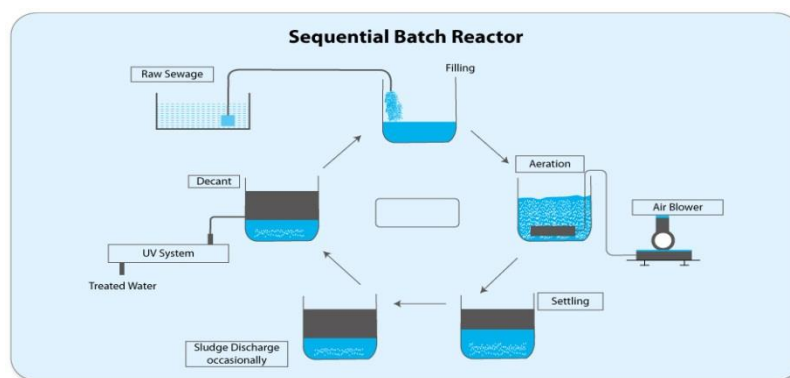 Sequential Batch Reactor
Raw Sewage
Filling
Aeration
Air Blower
Decant
UV System
Treated Water
Settling
Sludge Discharge
occasionally